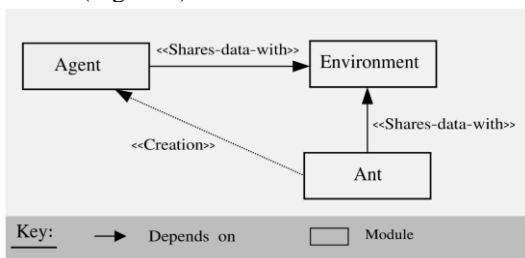 <<Shares-data-with>>
Agent
Environment
<<Shares-data-with>>
<<Creation>>
Ant
Key:
Depends on
Module